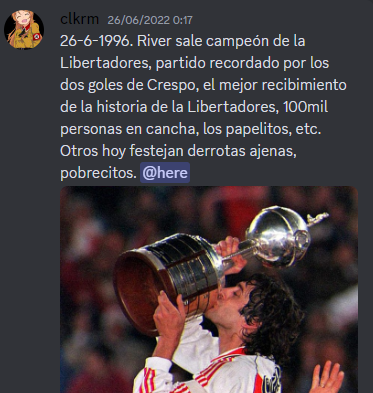 clkrm 26/06/2022 0:17
26-6-1996. River sale campeón de la
Libertadores, partido recordado por los
dos goles de Crespo, el mejor recibimiento
de la historia de la Libertadores, 100mil
personas en cancha, los papelitos, etc.
Otros hoy festejan derrotas ajenas,
pobrecitos. @here